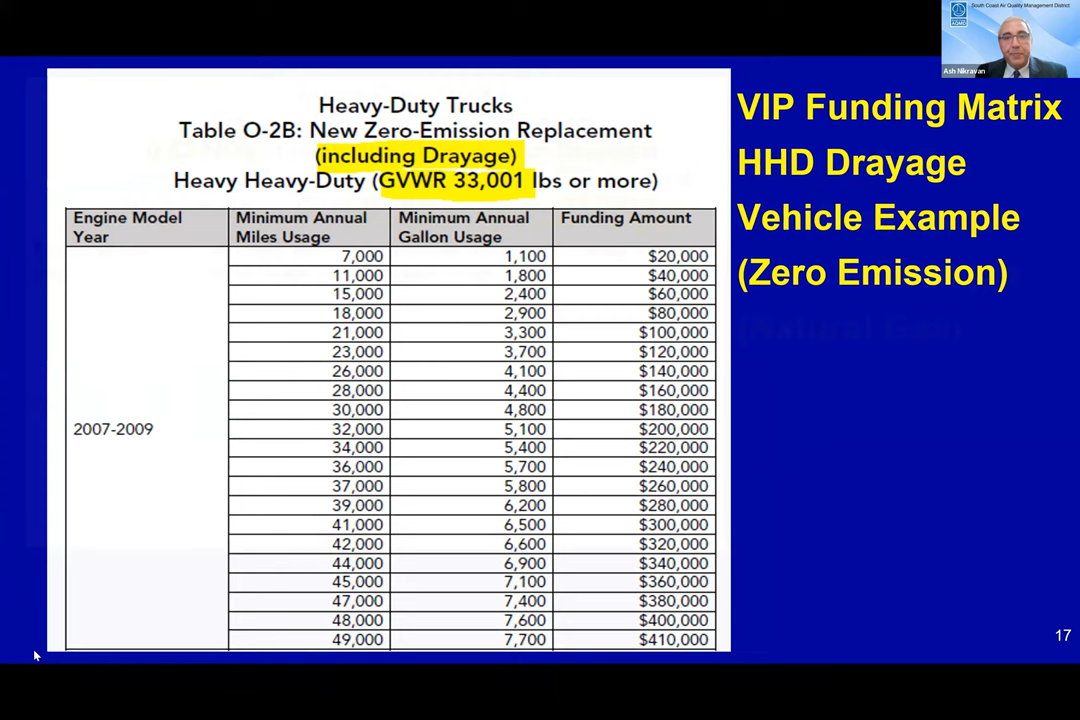 South Coast Air Quality Management District
Ash Nikravan
Heavy-Duty Trucks
Table O-2B: New Zero-Emission Replacement
(including Drayage)
Heavy Heavy-Duty (GVWR 33,001 lbs or more)
Engine Model Year Minimum Annual Miles Usage Minimum Annual Gallon Usage Funding Amount
7,000 1,100 $20,000
11,000 1,800 $40,000
15,000 2,400 $60,000
18,000 2,900 $80,000
21,000 3,300 $100,000
23,000 3,700 $120,000
26,000 4,100 $140,000
28,000 4,400 $160,000
30,000 4,800 $180,000
2007-2009 32,000 5,100 $200,000
34,000 5,400 $220,000
36,000 5,700 $240,000
37,000 5,800 $260,000
39,000 6,200 $280,000
41,000 6,500 $300,000
42,000 6,600 $320,000
44,000 6,900 $340,000
45,000 7,100 $360,000
47,000 7,400 $380,000
48,000 7,600 $400,000
49,000 7,700 $410,000
VIP Funding Matrix
HHD Drayage
Vehicle Example
(Zero Emission)
(Natural Gas)
17